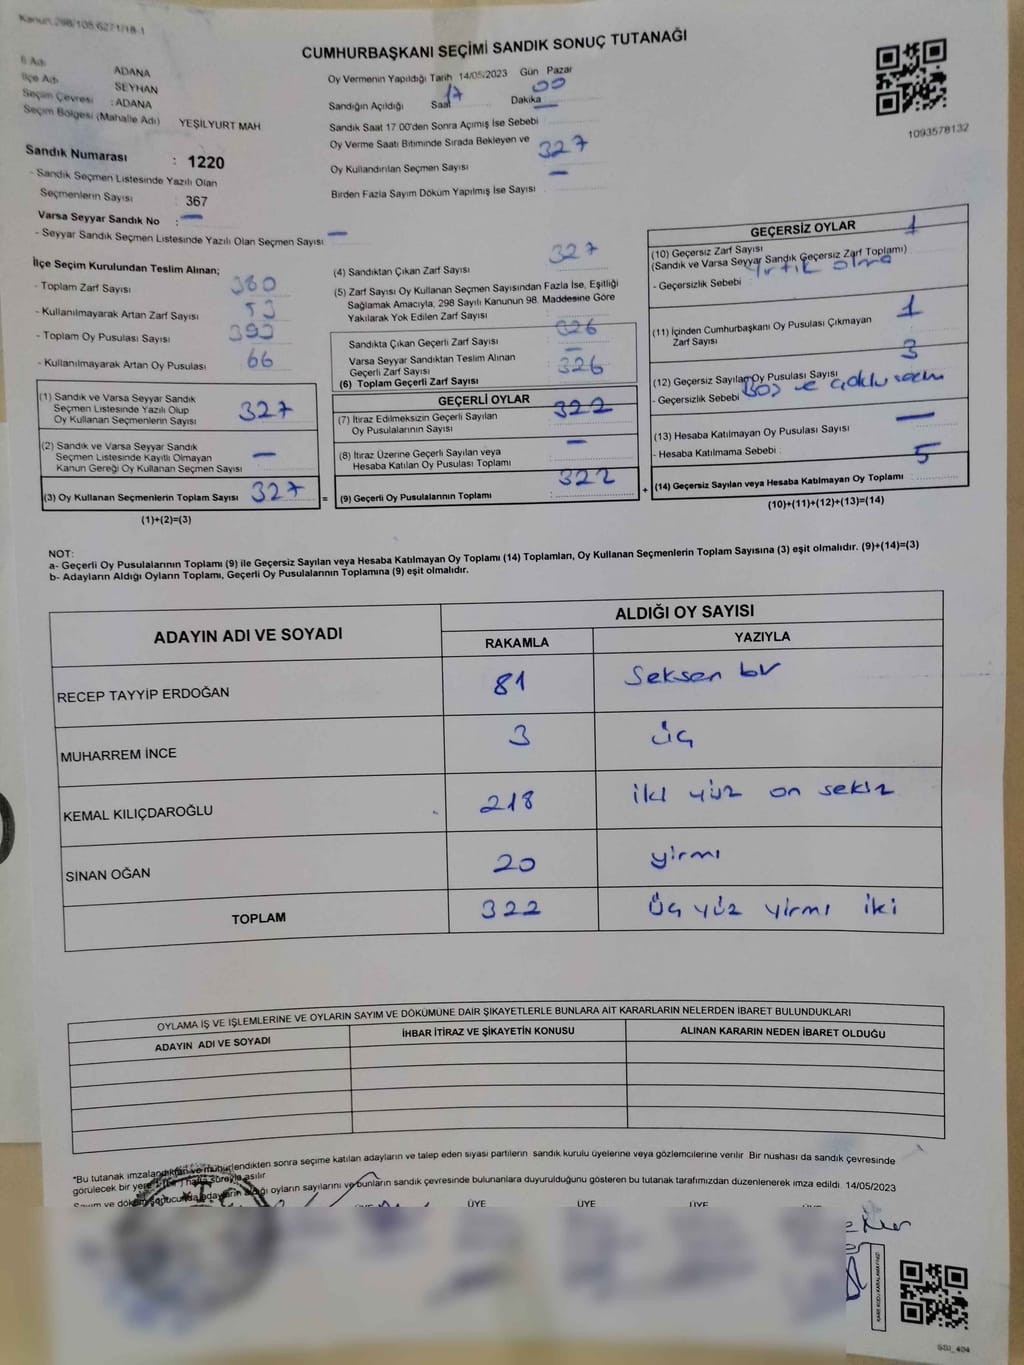 Kanun 298/105,6271/18-1
CUMHURBAŞKANI SEÇİMİ SANDIK SONUÇ TUTANAĞI
İl Adı ADANA
İlçe Adı SEYHAN
Seçim Çevresi : ADANA
Seçim Bölgesi (Mahalle Adı) YEŞİLYURT MAH
Sandık Numarası : 1220
- Sandık Seçmen Listesinde Yazılı Olan
Seçmenlerin Sayısı 367
Varsa Seyyar Sandık No : —
- Seyyar Sandık Seçmen Listesinde Yazılı Olan Seçmen Sayısı —
Oy Vermenin Yapıldığı Tarih 14/05/2023 Gün Pazar
Sandığın Açıldığı Saat 17 Dakika 00
Sandık Saat 17.00'den Sonra Açımış İse Sebebi —
Oy Verme Saati Bitiminde Sırada Bekleyen ve
Oy Kullandırılan Seçmen Sayısı 327
Birden Fazla Sayım Döküm Yapılmış İse Sayısı —
1093578132
İlçe Seçim Kurulundan Teslim Alınan;
- Toplam Zarf Sayısı 380
- Kullanılmayarak Artan Zarf Sayısı 53
- Toplam Oy Pusulası Sayısı
- Kullanılmayarak Artan Oy Pusulası 66
(1) Sandık ve Varsa Seyyar Sandık
Seçmen Listesinde Yazılı Olup
Oy Kullanan Seçmenlerin Sayısı 327
(2) Sandık ve Varsa Seyyar Sandık
Seçmen Listesinde Kayıtlı Olmayan
Kanun Gereği Oy Kullanan Seçmen Sayısı —
(3) Oy Kullanan Seçmenlerin Toplam Sayısı 327 =
(1)+(2)=(3)
(4) Sandıktan Çıkan Zarf Sayısı 327
(5) Zarf Sayısı Oy Kullanan Seçmen Sayısından Fazla İse, Eşitliği
Sağlamak Amacıyla, 298 Sayılı Kanunun 98. Maddesine Göre
Yakılarak Yok Edilen Zarf Sayısı
Sandıkta Çıkan Geçerli Zarf Sayısı 326
Varsa Seyyar Sandıktan Teslim Alınan
Geçerli Zarf Sayısı —
(6) Toplam Geçerli Zarf Sayısı 326
GEÇERLİ OYLAR
(7) İtiraz Edilmeksizin Geçerli Sayılan
Oy Pusulalarının Sayısı 322
(8) İtiraz Üzerine Geçerli Sayılan veya
Hesaba Katılan Oy Pusulası Toplamı —
(9) Geçerli Oy Pusulalarının Toplamı 322 +
GEÇERSİZ OYLAR
(10) Geçersiz Zarf Sayısı 1
(Sandık ve Varsa Seyyar Sandık Geçersiz Zarf Toplamı)
- Geçersizlik Sebebi yırtık olma
(11) İçinden Cumhurbaşkanı Oy Pusulası Çıkmayan
Zarf Sayısı 1
(12) Geçersiz Sayılan Oy Pusulası Sayısı 3
- Geçersizlik Sebebi Boş ve
(13) Hesaba Katılmayan Oy Pusulası Sayısı —
- Hesaba Katılmama Sebebi
(14) Geçersiz Sayılan veya Hesaba Katılmayan Oy Toplamı 5
(10)+(11)+(12)+(13)=(14)
NOT:
a- Geçerli Oy Pusulalarının Toplamı (9) ile Geçersiz Sayılan veya Hesaba Katılmayan Oy Toplamı (14) Toplamları, Oy Kullanan Seçmenlerin Toplam Sayısına (3) eşit olmalıdır. (9)+(14)=(3)
b- Adayların Aldığı Oyların Toplamı, Geçerli Oy Pusulalarının Toplamına (9) eşit olmalıdır.
ADAYIN ADI VE SOYADI ALDIĞI OY SAYISI
RAKAMLA YAZIYLA
RECEP TAYYİP ERDOĞAN 81 Seksen bir
MUHARREM İNCE 3 üç
KEMAL KILIÇDAROĞLU 218 iki yüz on sekiz
SİNAN OĞAN 20 yirmi
TOPLAM 322 üç yüz yirmi iki
OYLAMA İŞ VE İŞLEMLERİNE VE OYLARIN SAYIM VE DÖKÜMÜNE DAİR ŞİKAYETLERLE BUNLARA AİT KARARLARIN NELERDEN İBARET BULUNDUKLARI
ADAYIN ADI VE SOYADI İHBAR İTİRAZ VE ŞİKAYETİN KONUSU ALINAN KARARIN NEDEN İBARET OLDUĞU
*Bu tutanak imzalandıktan ve mühürlendikten sonra seçime katılan adayların ve talep eden siyasi partilerin sandık kurulu üyelerine veya gözlemcilerine verilir Bir nüshası da sandık çevresinde
görülecek bir yere hafta süreyle asılır
Sayım ve döküm sonucunda adayların aldığı oyların sayılarını ve bunların sandık çevresinde bulunanlara duyurulduğunu gösteren bu tutanak tarafımızdan düzenlenerek imza edildi. 14/05/2023
ÜYE ÜYE ÜYE